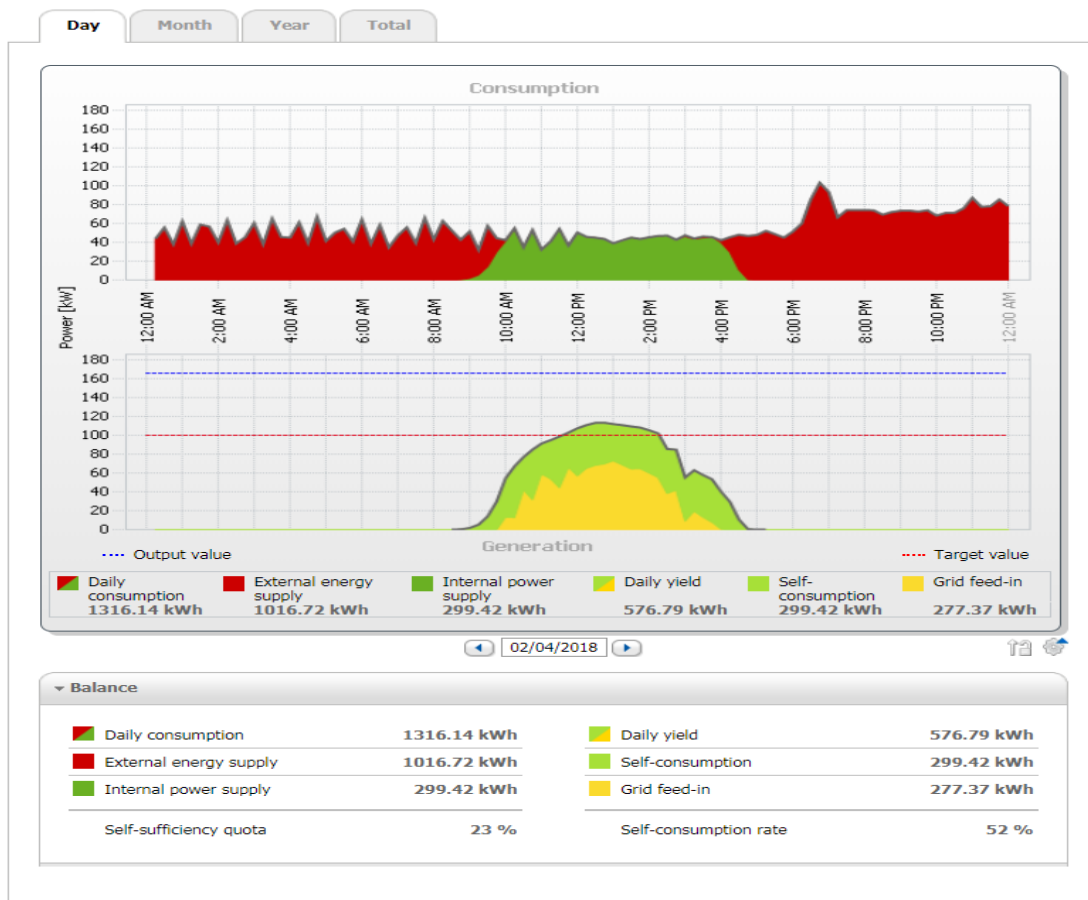 Day Month Year Total
Consumption
180
160
140
120
100
80
60
40
20
0
Power [kW]
12:00 AM 2:00 AM 4:00 AM 6:00 AM 8:00 AM 10:00 AM 12:00 PM 2:00 PM 4:00 PM 6:00 PM 8:00 PM 10:00 PM 12:00 AM
180
160
140
120
100
80
60
40
20
0
Generation
Output value
Target value
Daily consumption 1316.14 kWh
External energy supply 1016.72 kWh
Internal power supply 299.42 kWh
Daily yield 576.79 kWh
Self-consumption 299.42 kWh
Grid feed-in 277.37 kWh
02/04/2018
Balance
Daily consumption 1316.14 kWh
External energy supply 1016.72 kWh
Internal power supply 299.42 kWh
Self-sufficiency quota 23 %
Daily yield 576.79 kWh
Self-consumption 299.42 kWh
Grid feed-in 277.37 kWh
Self-consumption rate 52 %